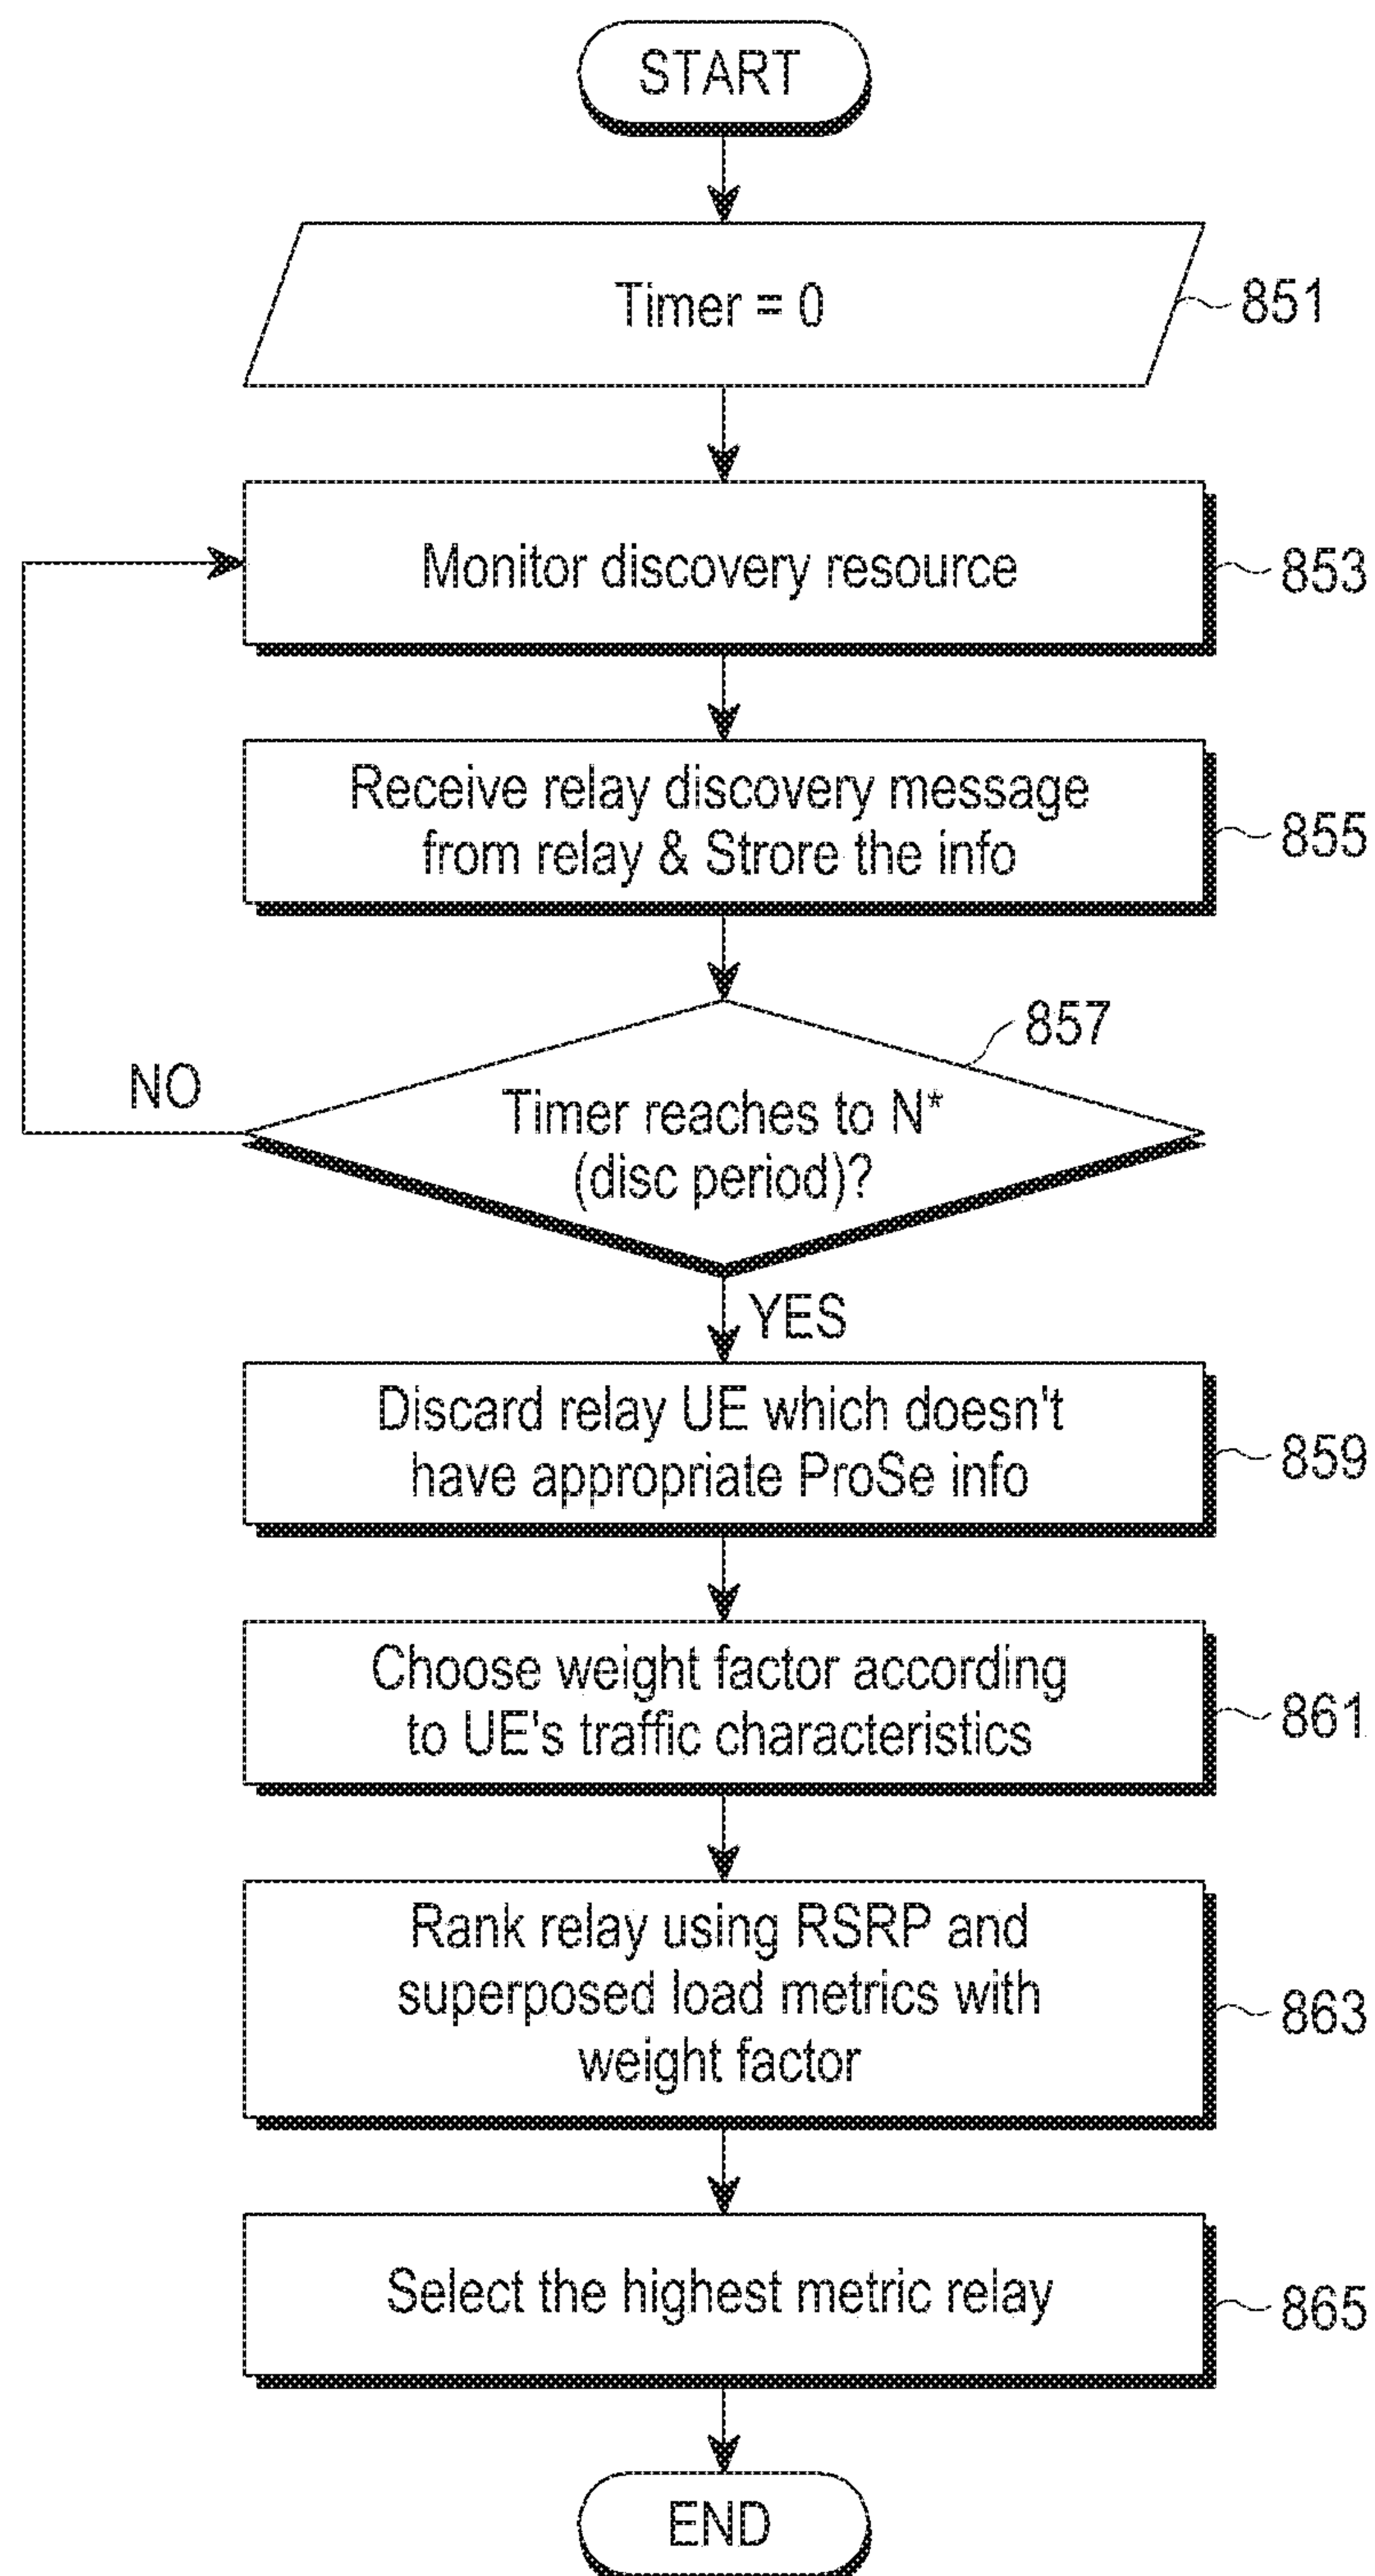 START
Timer = 0
851
Monitor discovery resource
853
Receive relay discovery message
from relay & Strore the info
855
857
NO
Timer reaches to N*
(disc period)?
YES
Discard relay UE which doesn't
have appropriate ProSe info
859
Choose weight factor according
to UE's traffic characteristics
861
Rank relay using RSRP and
superposed load metrics with
weight factor
863
Select the highest metric relay
865
END